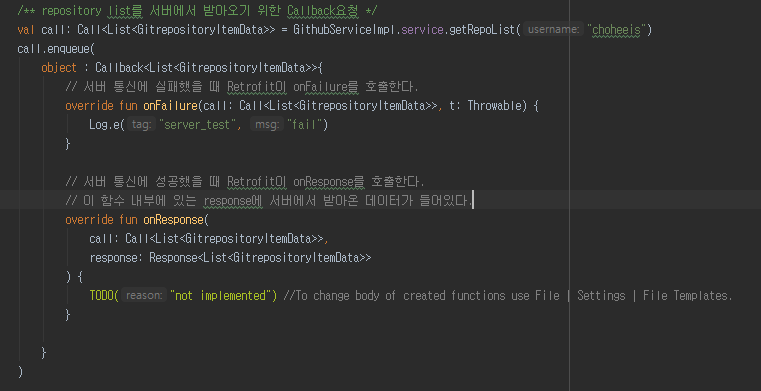 /** repository list를 서버에서 받아오기 위한 Callback요청 */
val call: Call<List<GitrepositoryItemData>> = GithubServiceImpl.service.getRepoList( username: "choheeis")
call.enqueue(
object : Callback<List<GitrepositoryItemData>>{
// 서버 통신에 실패했을 때 Retrofit이 onFailure를 호출한다.
override fun onFailure(call: Call<List<GitrepositoryItemData>>, t: Throwable) {
Log.e( tag: "server_test", msg: "fail")
}
// 서버 통신에 성공했을 때 Retrofit이 onResponse를 호출한다.
// 이 함수 내부에 있는 response에 서버에서 받아온 데이터가 들어있다.
override fun onResponse(
call: Call<List<GitrepositoryItemData>>,
response: Response<List<GitrepositoryItemData>>
) {
TODO( reason: "not implemented") //To change body of created functions use File | Settings | File Templates.
}
}
)